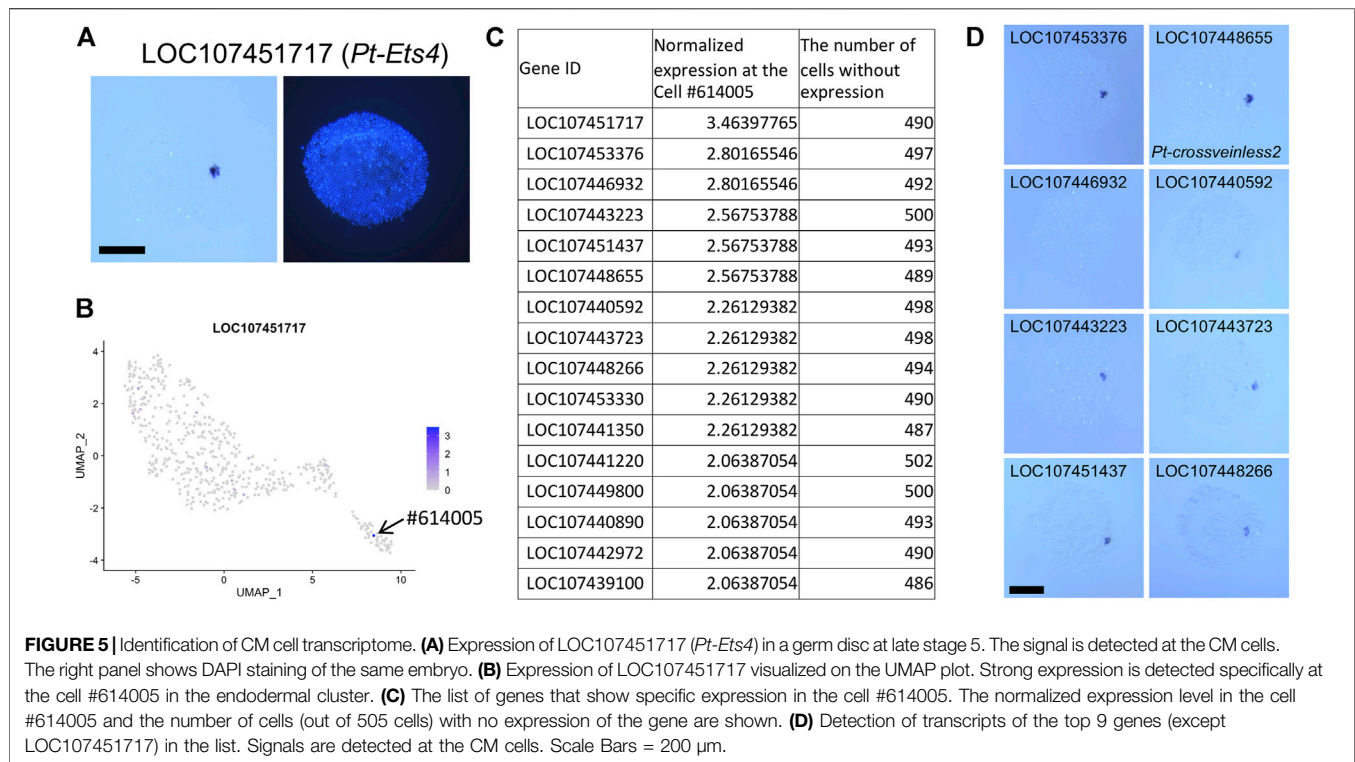 A
LOC107451717 (Pt-Ets4)
B
LOC107451717
4
2
0
-2
-4
UMAP_2
-5
0
5
10
UMAP_1
3
2
1
0
#614005
C
Gene ID | Normalized expression at the Cell #614005 | The number of cells without expression
LOC107451717 3.46397765 490
LOC107453376 2.80165546 497
LOC107446932 2.80165546 492
LOC107443223 2.56753788 500
LOC107451437 2.56753788 493
LOC107448655 2.56753788 489
LOC107440592 2.26129382 498
LOC107443723 2.26129382 498
LOC107448266 2.26129382 494
LOC107453330 2.26129382 490
LOC107441350 2.26129382 487
LOC107441220 2.06387054 502
LOC107449800 2.06387054 500
LOC107440890 2.06387054 493
LOC107442972 2.06387054 490
LOC107439100 2.06387054 486
D
LOC107453376 LOC107448655
Pt-crossveinless2
LOC107446932 LOC107440592
LOC107443223 LOC107443723
LOC107451437 LOC107448266
FIGURE 5 | Identification of CM cell transcriptome. (A) Expression of LOC107451717 (Pt-Ets4) in a germ disc at late stage 5. The signal is detected at the CM cells.
The right panel shows DAPI staining of the same embryo. (B) Expression of LOC107451717 visualized on the UMAP plot. Strong expression is detected specifically at
the cell #614005 in the endodermal cluster. (C) The list of genes that show specific expression in the cell #614005. The normalized expression level in the cell
#614005 and the number of cells (out of 505 cells) with no expression of the gene are shown. (D) Detection of transcripts of the top 9 genes (except
LOC107451717) in the list. Signals are detected at the CM cells. Scale Bars = 200 µm.